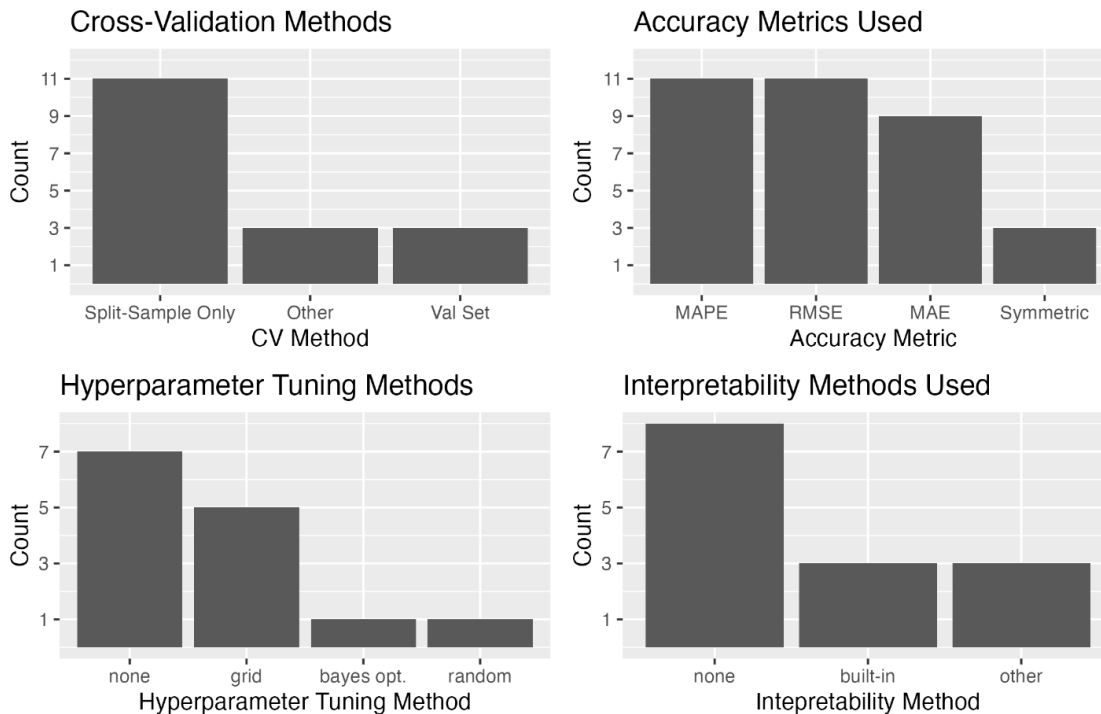 Cross-Validation Methods
Count
11
9
7
5
3
1
Split-Sample Only Other Val Set
CV Method
Accuracy Metrics Used
Count
11
9
7
5
3
1
MAPE RMSE MAE Symmetric
Accuracy Metric
Hyperparameter Tuning Methods
Count
7
5
3
1
none grid bayes opt. random
Hyperparameter Tuning Method
Interpretability Methods Used
Count
7
5
3
1
none built-in other
Intepretability Method